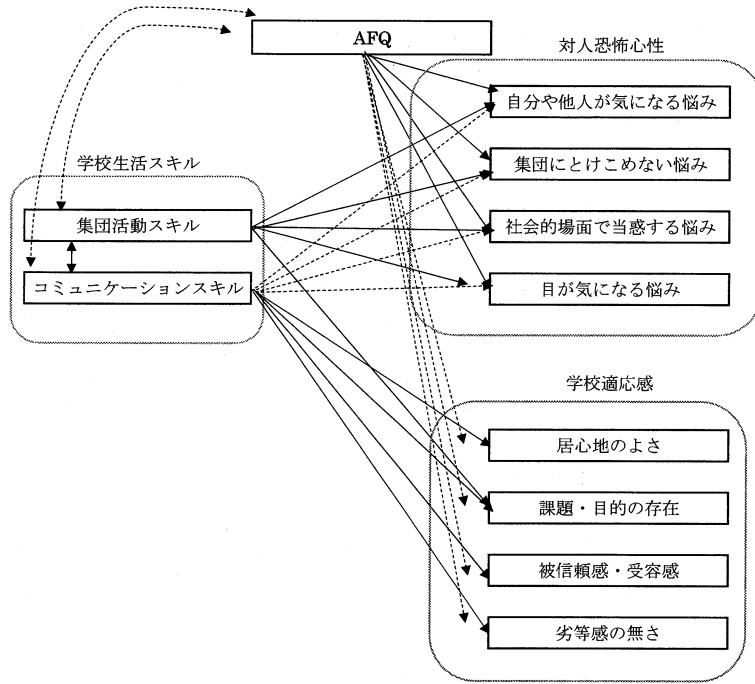 AFQ
対人恐怖心性
自分や他人が気になる悩み
集団にとけこめない悩み
社会的場面で当惑する悩み
目が気になる悩み
学校生活スキル
集団活動スキル
コミュニケーションスキル
学校適応感
居心地のよさ
課題・目的の存在
被信頼感・受容感
劣等感の無さ